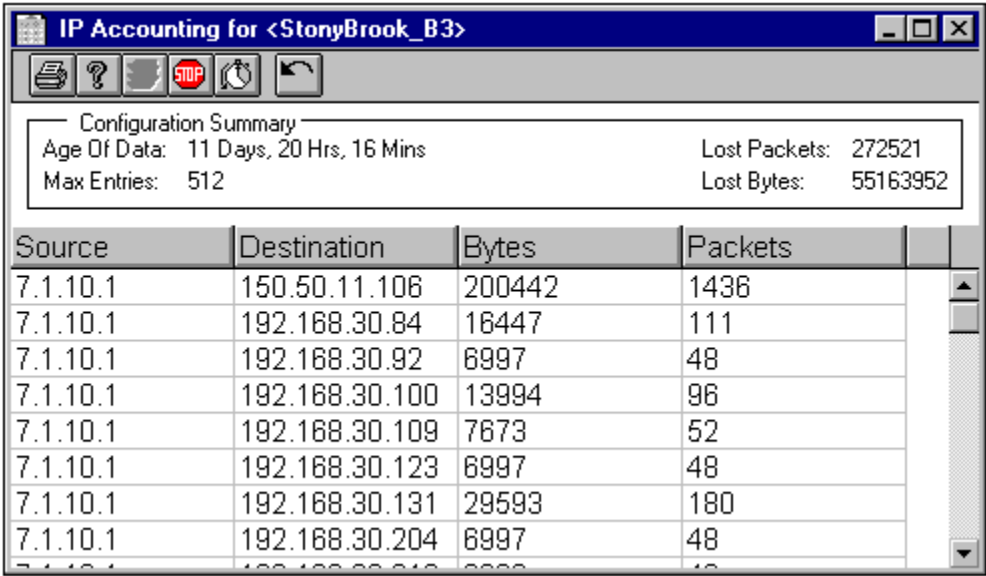 IP Accounting for <StonyBrook_B3>
STOP
Configuration Summary
Age Of Data: 11 Days, 20 Hrs, 16 Mins Lost Packets: 272521
Max Entries: 512 Lost Bytes: 55163952
Source Destination Bytes Packets
7.1.10.1 150.50.11.106 200442 1436
7.1.10.1 192.168.30.84 16447 111
7.1.10.1 192.168.30.92 6997 48
7.1.10.1 192.168.30.100 13994 96
7.1.10.1 192.168.30.109 7673 52
7.1.10.1 192.168.30.123 6997 48
7.1.10.1 192.168.30.131 29593 180
7.1.10.1 192.168.30.204 6997 48